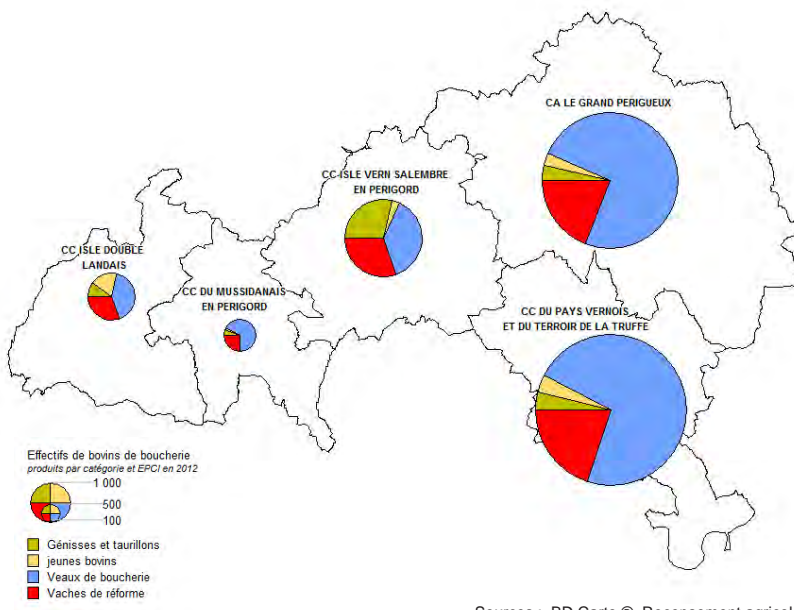 CA LE GRAND PERIGUEUX
CC ISLE VERN SALEMBRE
EN PERIGORD
CC ISLE DOUBLE
LANDAIS
CC DU MUSSIDANAIS
EN PERIGORD
CC DU PAYS VERNOIS
ET DU TERROIR DE LA TRUFFE
Effectifs de bovins de boucherie
produits par catégorie et EPCI en 2012
1 000
500
100
Génisses et taurillons
jeunes bovins
Veaux de boucherie
Vaches de réforme